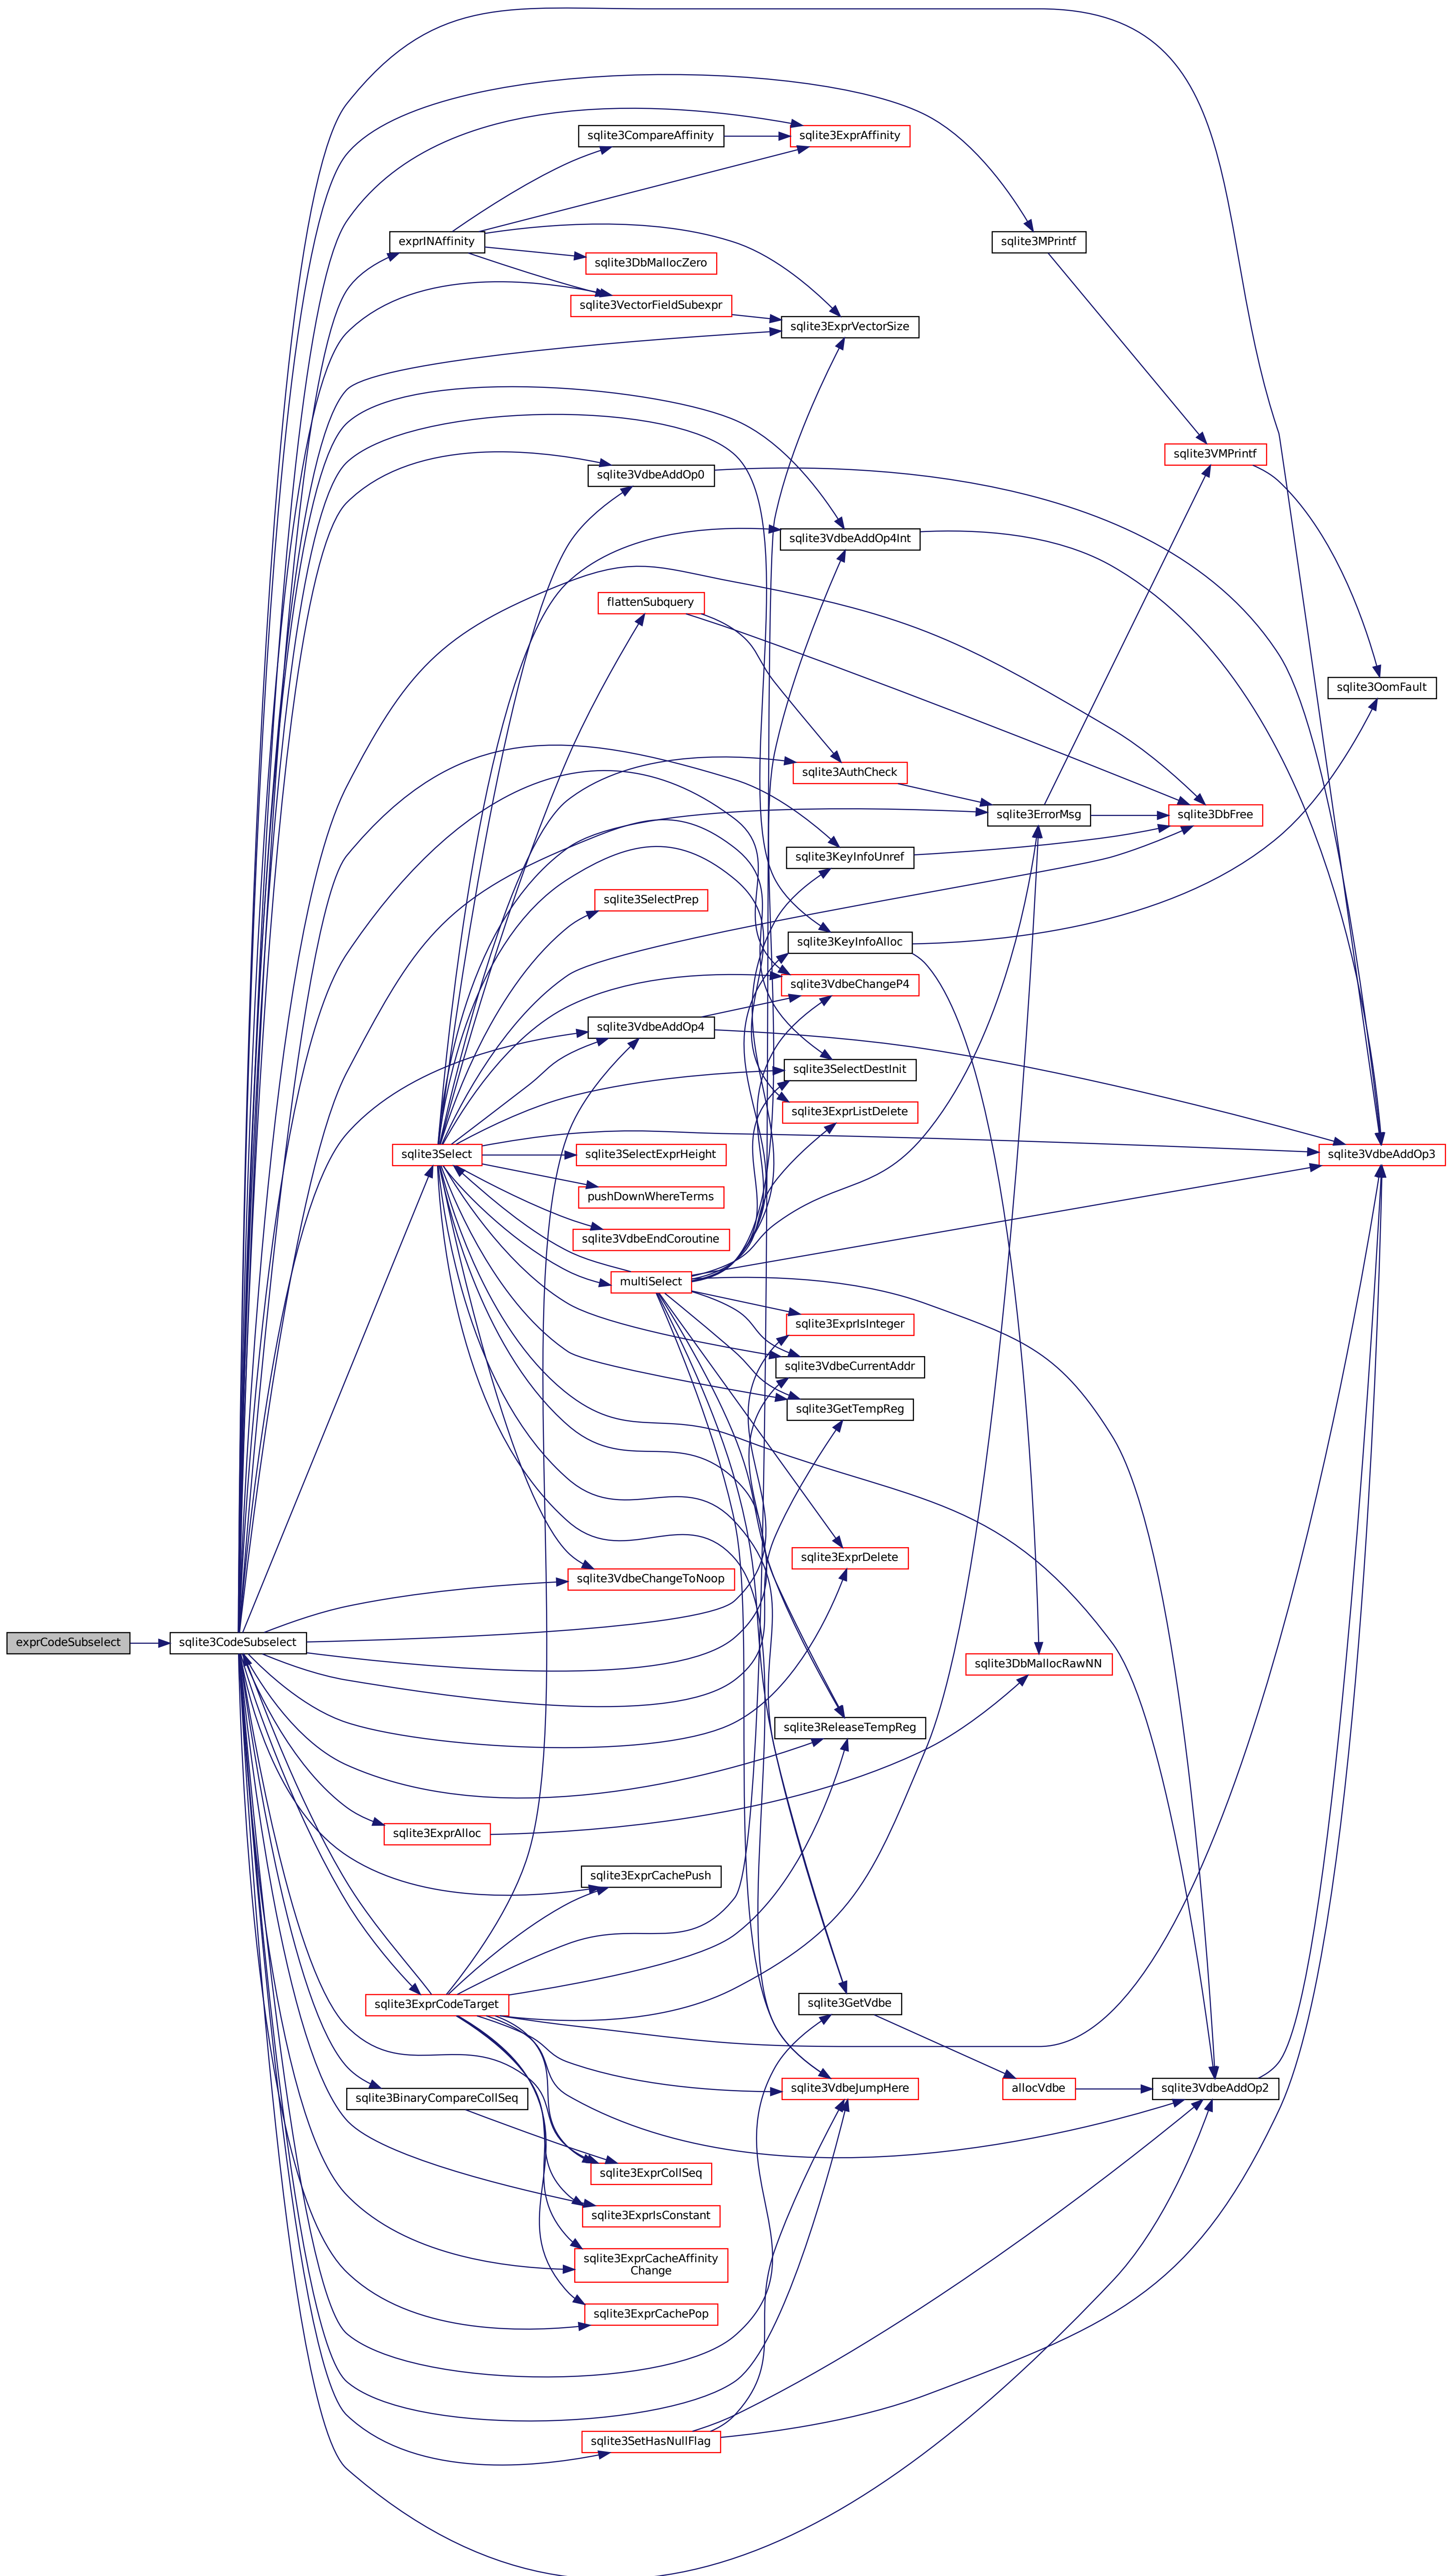 sqlite3CompareAffinity
sqlite3ExprAffinity
exprINAffinity
sqlite3MPrintf
sqlite3DbMallocZero
sqlite3VectorFieldSubexpr
sqlite3ExprVectorSize
sqlite3VMPrintf
sqlite3VdbeAddOp0
sqlite3VdbeAddOp4Int
flattenSubquery
sqlite3OomFault
sqlite3AuthCheck
sqlite3ErrorMsg
sqlite3DbFree
sqlite3KeyInfoUnref
sqlite3SelectPrep
sqlite3KeyInfoAlloc
sqlite3VdbeChangeP4
sqlite3VdbeAddOp4
sqlite3SelectDestInit
sqlite3ExprListDelete
sqlite3Select
sqlite3SelectExprHeight
sqlite3VdbeAddOp3
pushDownWhereTerms
sqlite3VdbeEndCoroutine
multiSelect
sqlite3ExprIsInteger
sqlite3VdbeCurrentAddr
sqlite3GetTempReg
sqlite3ExprDelete
sqlite3VdbeChangeToNoop
exprCodeSubselect
sqlite3CodeSubselect
sqlite3DbMallocRawNN
sqlite3ReleaseTempReg
sqlite3ExprAlloc
sqlite3ExprCachePush
sqlite3ExprCodeTarget
sqlite3GetVdbe
sqlite3BinaryCompareCollSeq
sqlite3VdbeJumpHere
allocVdbe
sqlite3VdbeAddOp2
sqlite3ExprCollSeq
sqlite3ExprIsConstant
sqlite3ExprCacheAffinity
Change
sqlite3ExprCachePop
sqlite3SetHasNullFlag